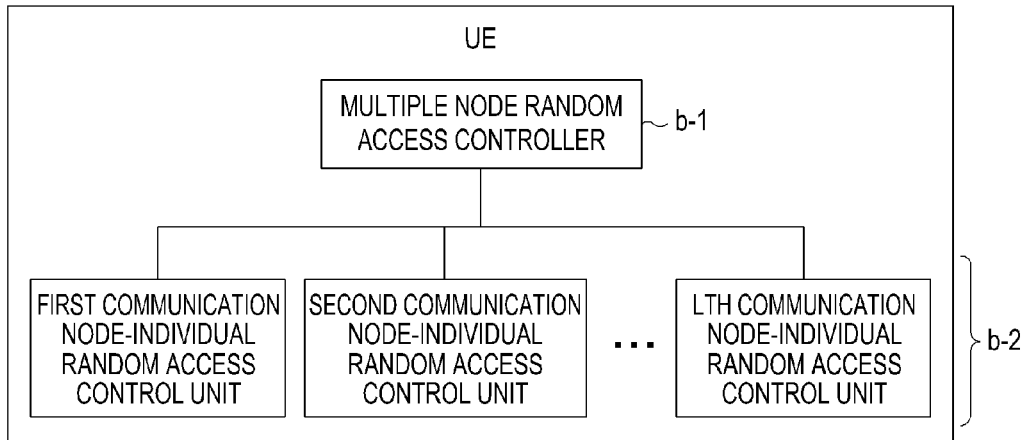 UE
MULTIPLE NODE RANDOM
ACCESS CONTROLLER
b-1
FIRST COMMUNICATION
NODE-INDIVIDUAL
RANDOM ACCESS
CONTROL UNIT
SECOND COMMUNICATION
NODE-INDIVIDUAL
RANDOM ACCESS
CONTROL UNIT
...
LTH COMMUNICATION
NODE-INDIVIDUAL
RANDOM ACCESS
CONTROL UNIT
b-2